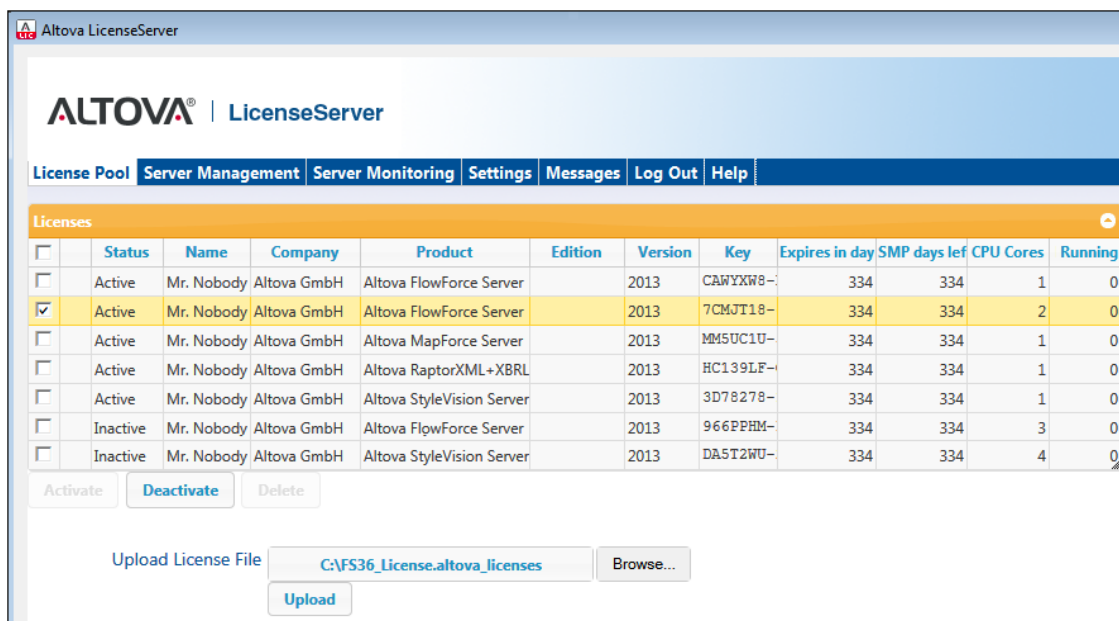 Altova LicenseServer
ALTOVA® | LicenseServer
License Pool Server Management Server Monitoring Settings Messages Log Out Help
Licenses
Status Name Company Product Edition Version Key Expires in day SMP days lef CPU Cores Running
Active Mr. Nobody Altova GmbH Altova FlowForce Server 2013 CAWYXW8- 334 334 1 0
Active Mr. Nobody Altova GmbH Altova FlowForce Server 2013 7CMJT18- 334 334 2 0
Active Mr. Nobody Altova GmbH Altova MapForce Server 2013 MM5UC1U- 334 334 1 0
Active Mr. Nobody Altova GmbH Altova RaptorXML+XBRL 2013 HC139LF- 334 334 1 0
Active Mr. Nobody Altova GmbH Altova StyleVision Server 2013 3D78278- 334 334 1 0
Inactive Mr. Nobody Altova GmbH Altova FlowForce Server 2013 966PPHM- 334 334 3 0
Inactive Mr. Nobody Altova GmbH Altova StyleVision Server 2013 DA5T2WU- 334 334 4 0
Activate Deactivate Delete
Upload License File C:\FS36_License.altova_licenses Browse...
Upload